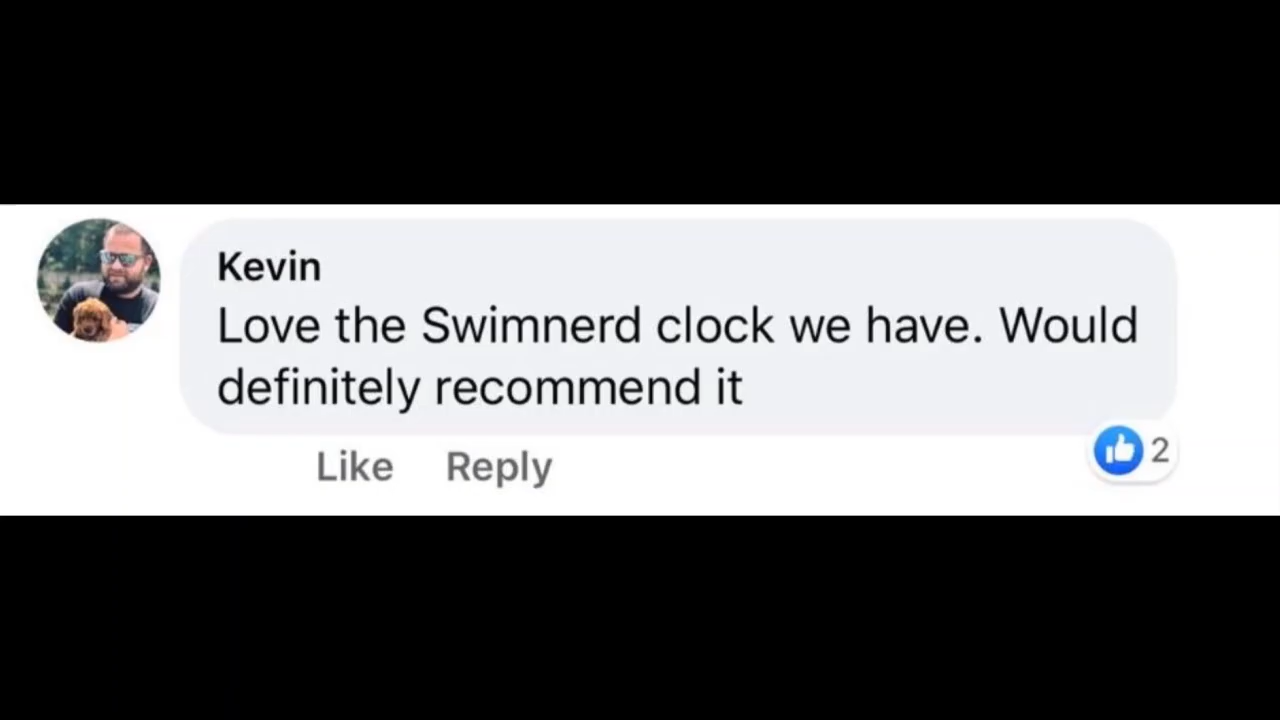 Kevin
Love the Swimnerd clock we have. Would
definitely recommend it
Like Reply 2